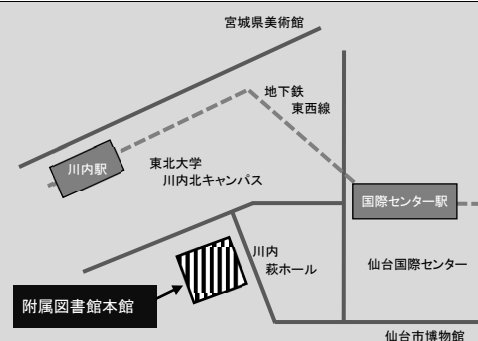 宮城県美術館
地下鉄
東西線
川内駅
東北大学
川内北キャンパス
国際センター駅
川内
萩ホール
仙台国際センター
附属図書館本館
仙台市博物館